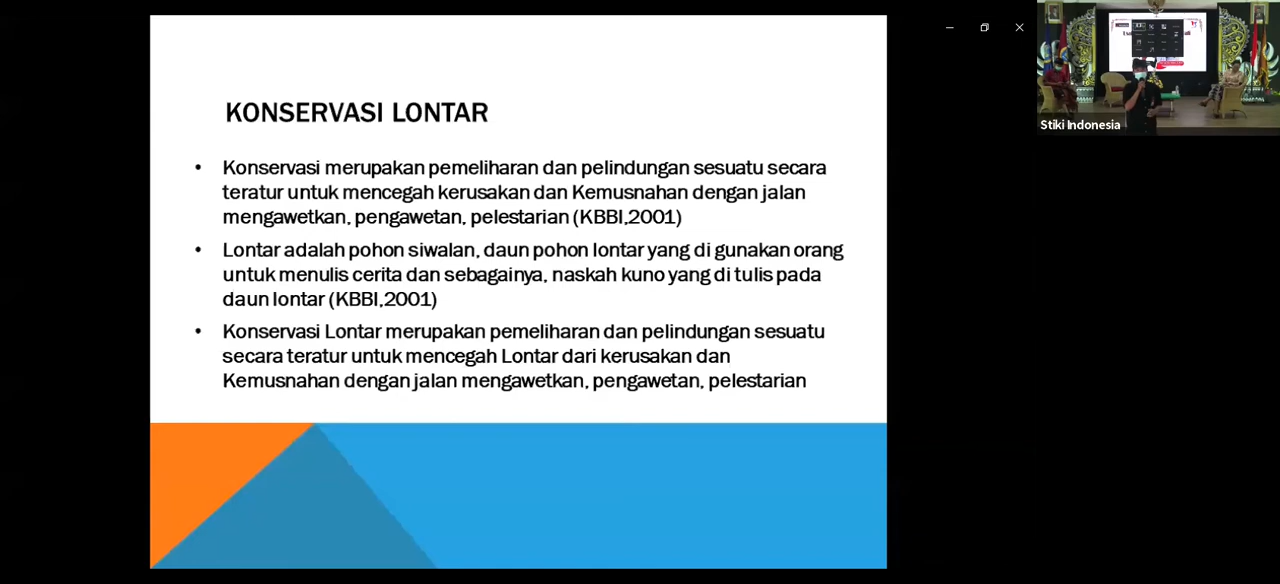 KONSERVASI LONTAR
• Konservasi merupakan pemeliharan dan pelindungan sesuatu secara
teratur untuk mencegah kerusakan dan Kemusnahan dengan jalan
mengawetkan, pengawetan, pelestarian (KBBI,2001)
• Lontar adalah pohon siwalan, daun pohon lontar yang di gunakan orang
untuk menulis cerita dan sebagainya, naskah kuno yang di tulis pada
daun lontar (KBBI,2001)
• Konservasi Lontar merupakan pemeliharan dan pelindungan sesuatu
secara teratur untuk mencegah Lontar dari kerusakan dan
Kemusnahan dengan jalan mengawetkan, pengawetan, pelestarian
Stiki Indonesia